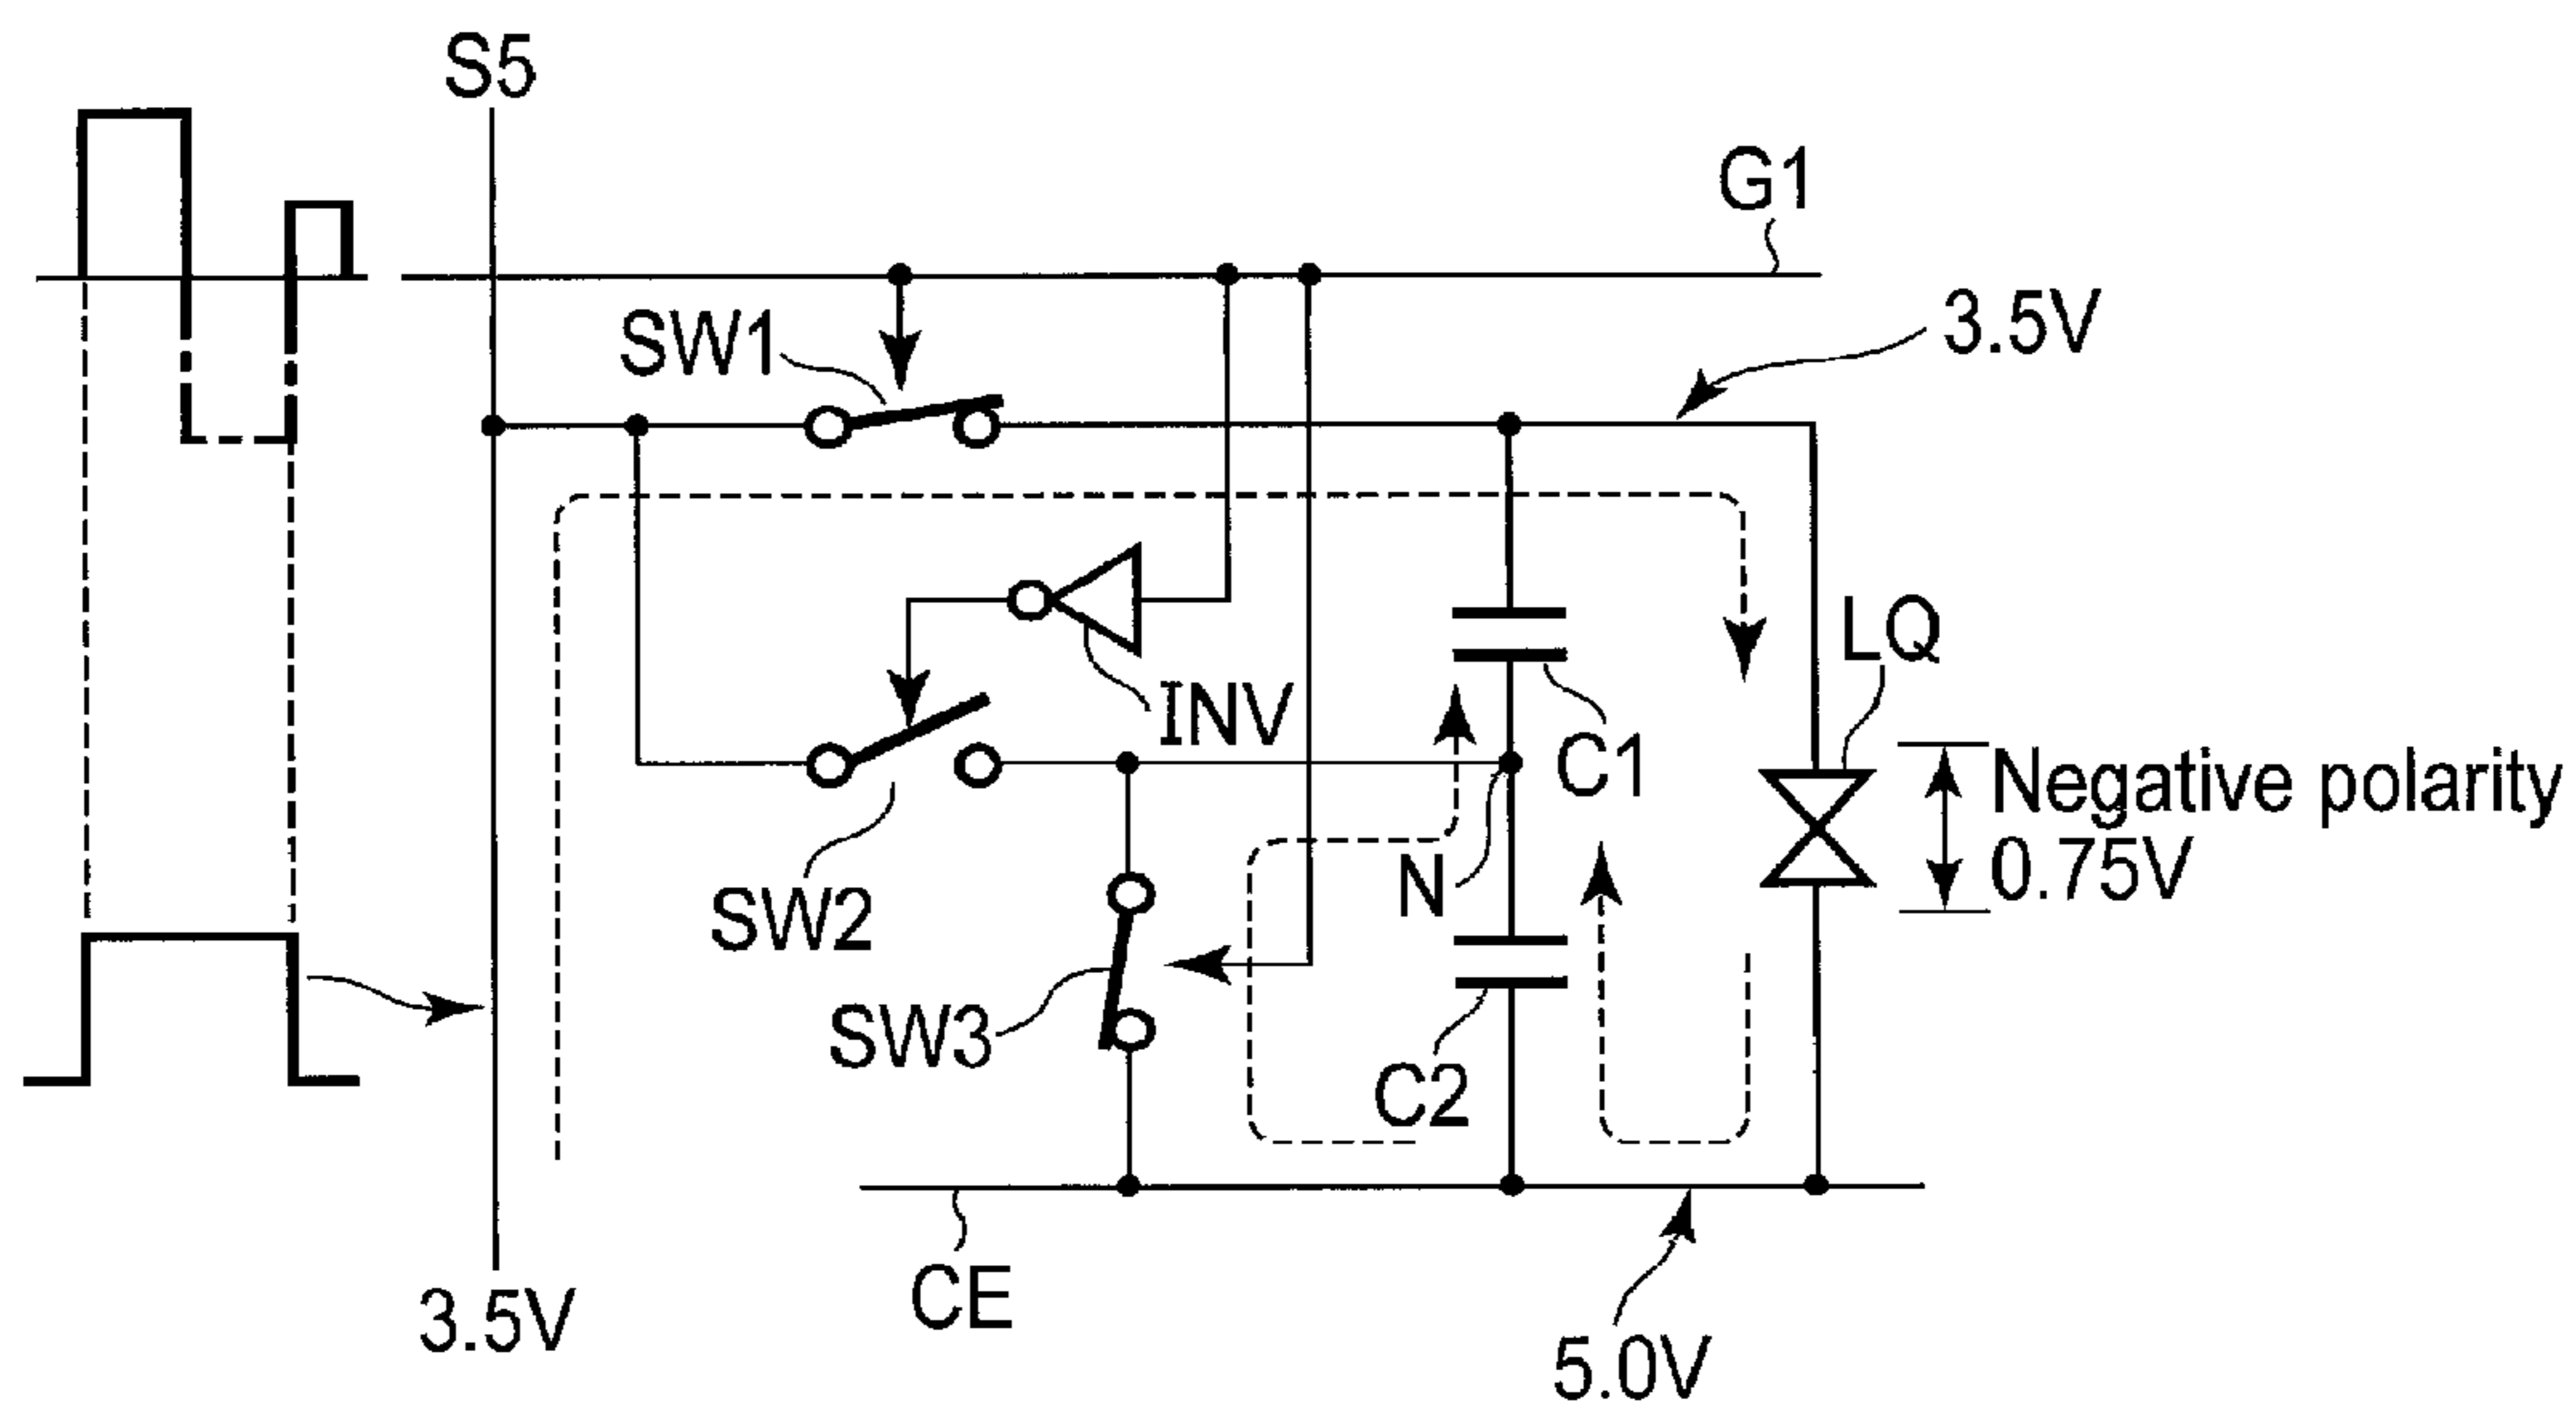 S5
G1
SW1
3.5V
LQ
INV
C1
Negative polarity
0.75V
N
SW2
SW3
C2
CE
3.5V
5.0V